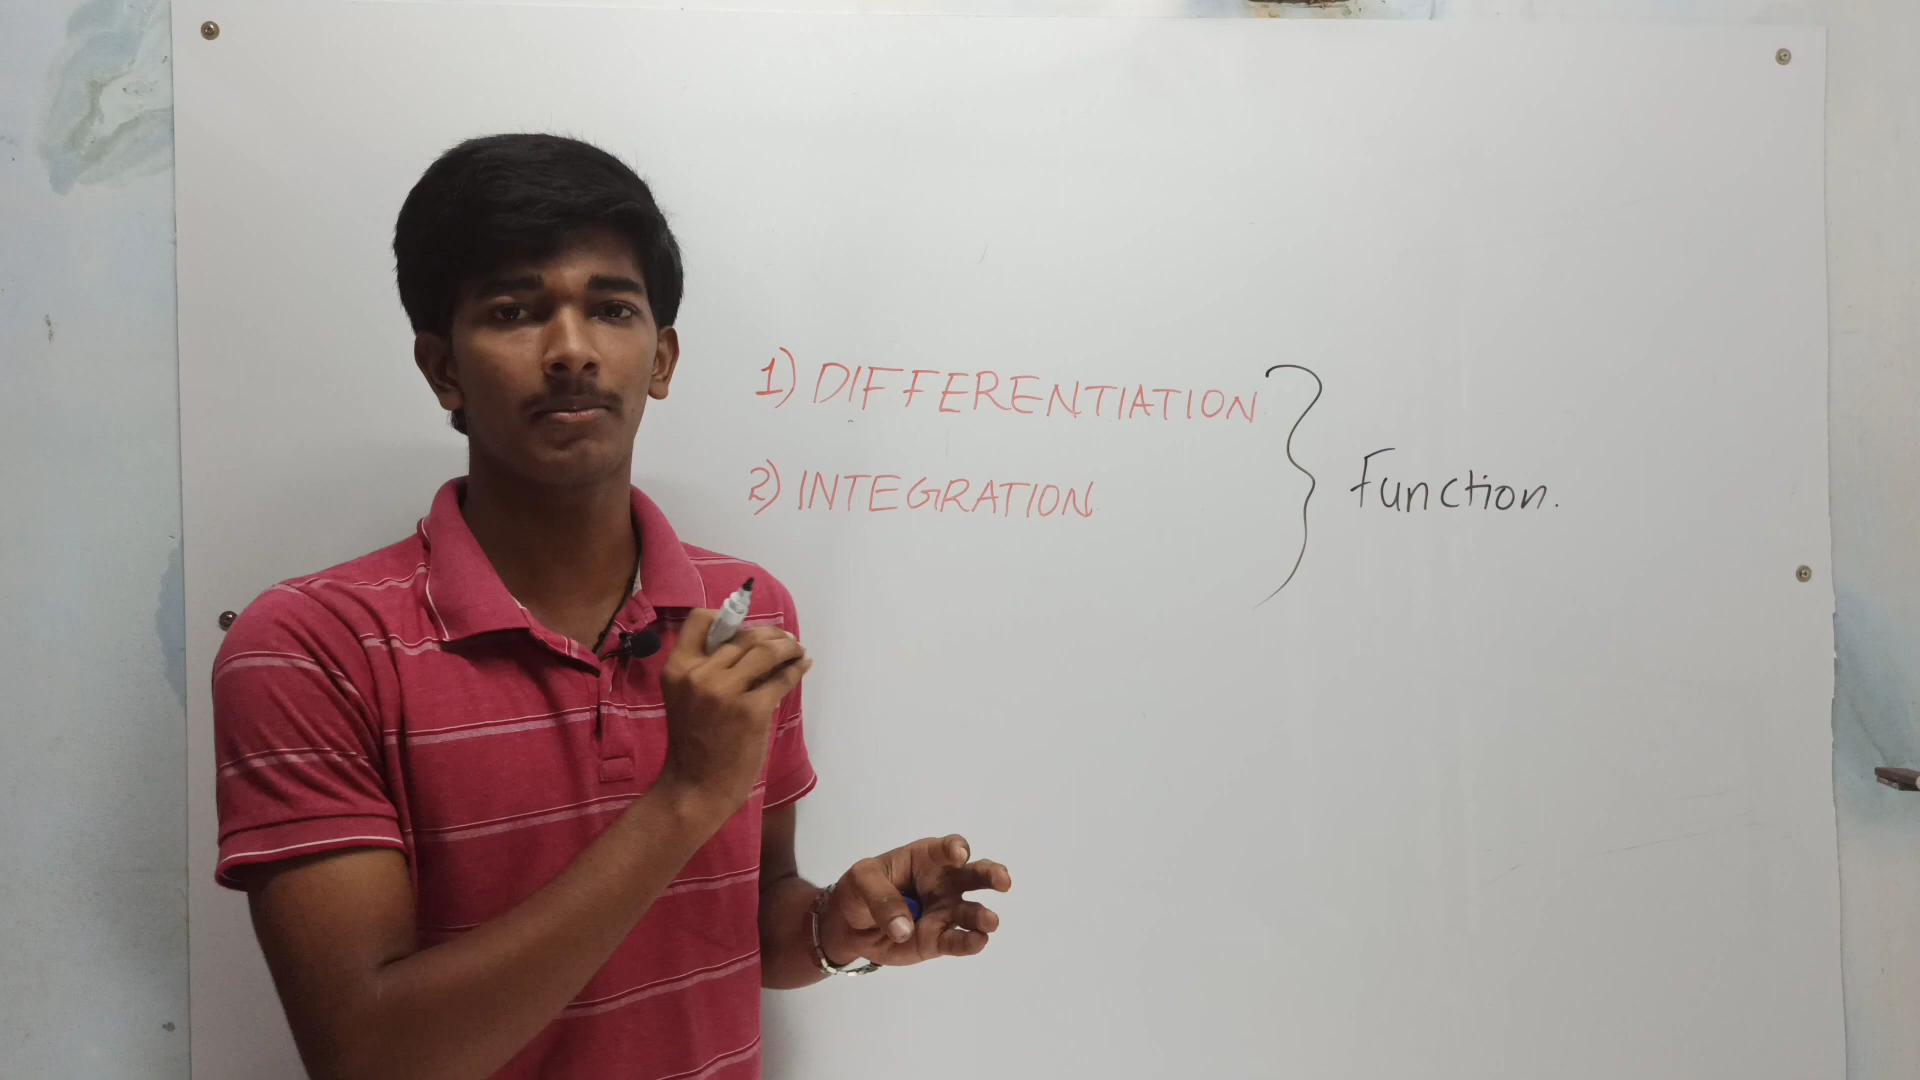 1) DIFFERENTIATION
2) INTEGRATION
Function.